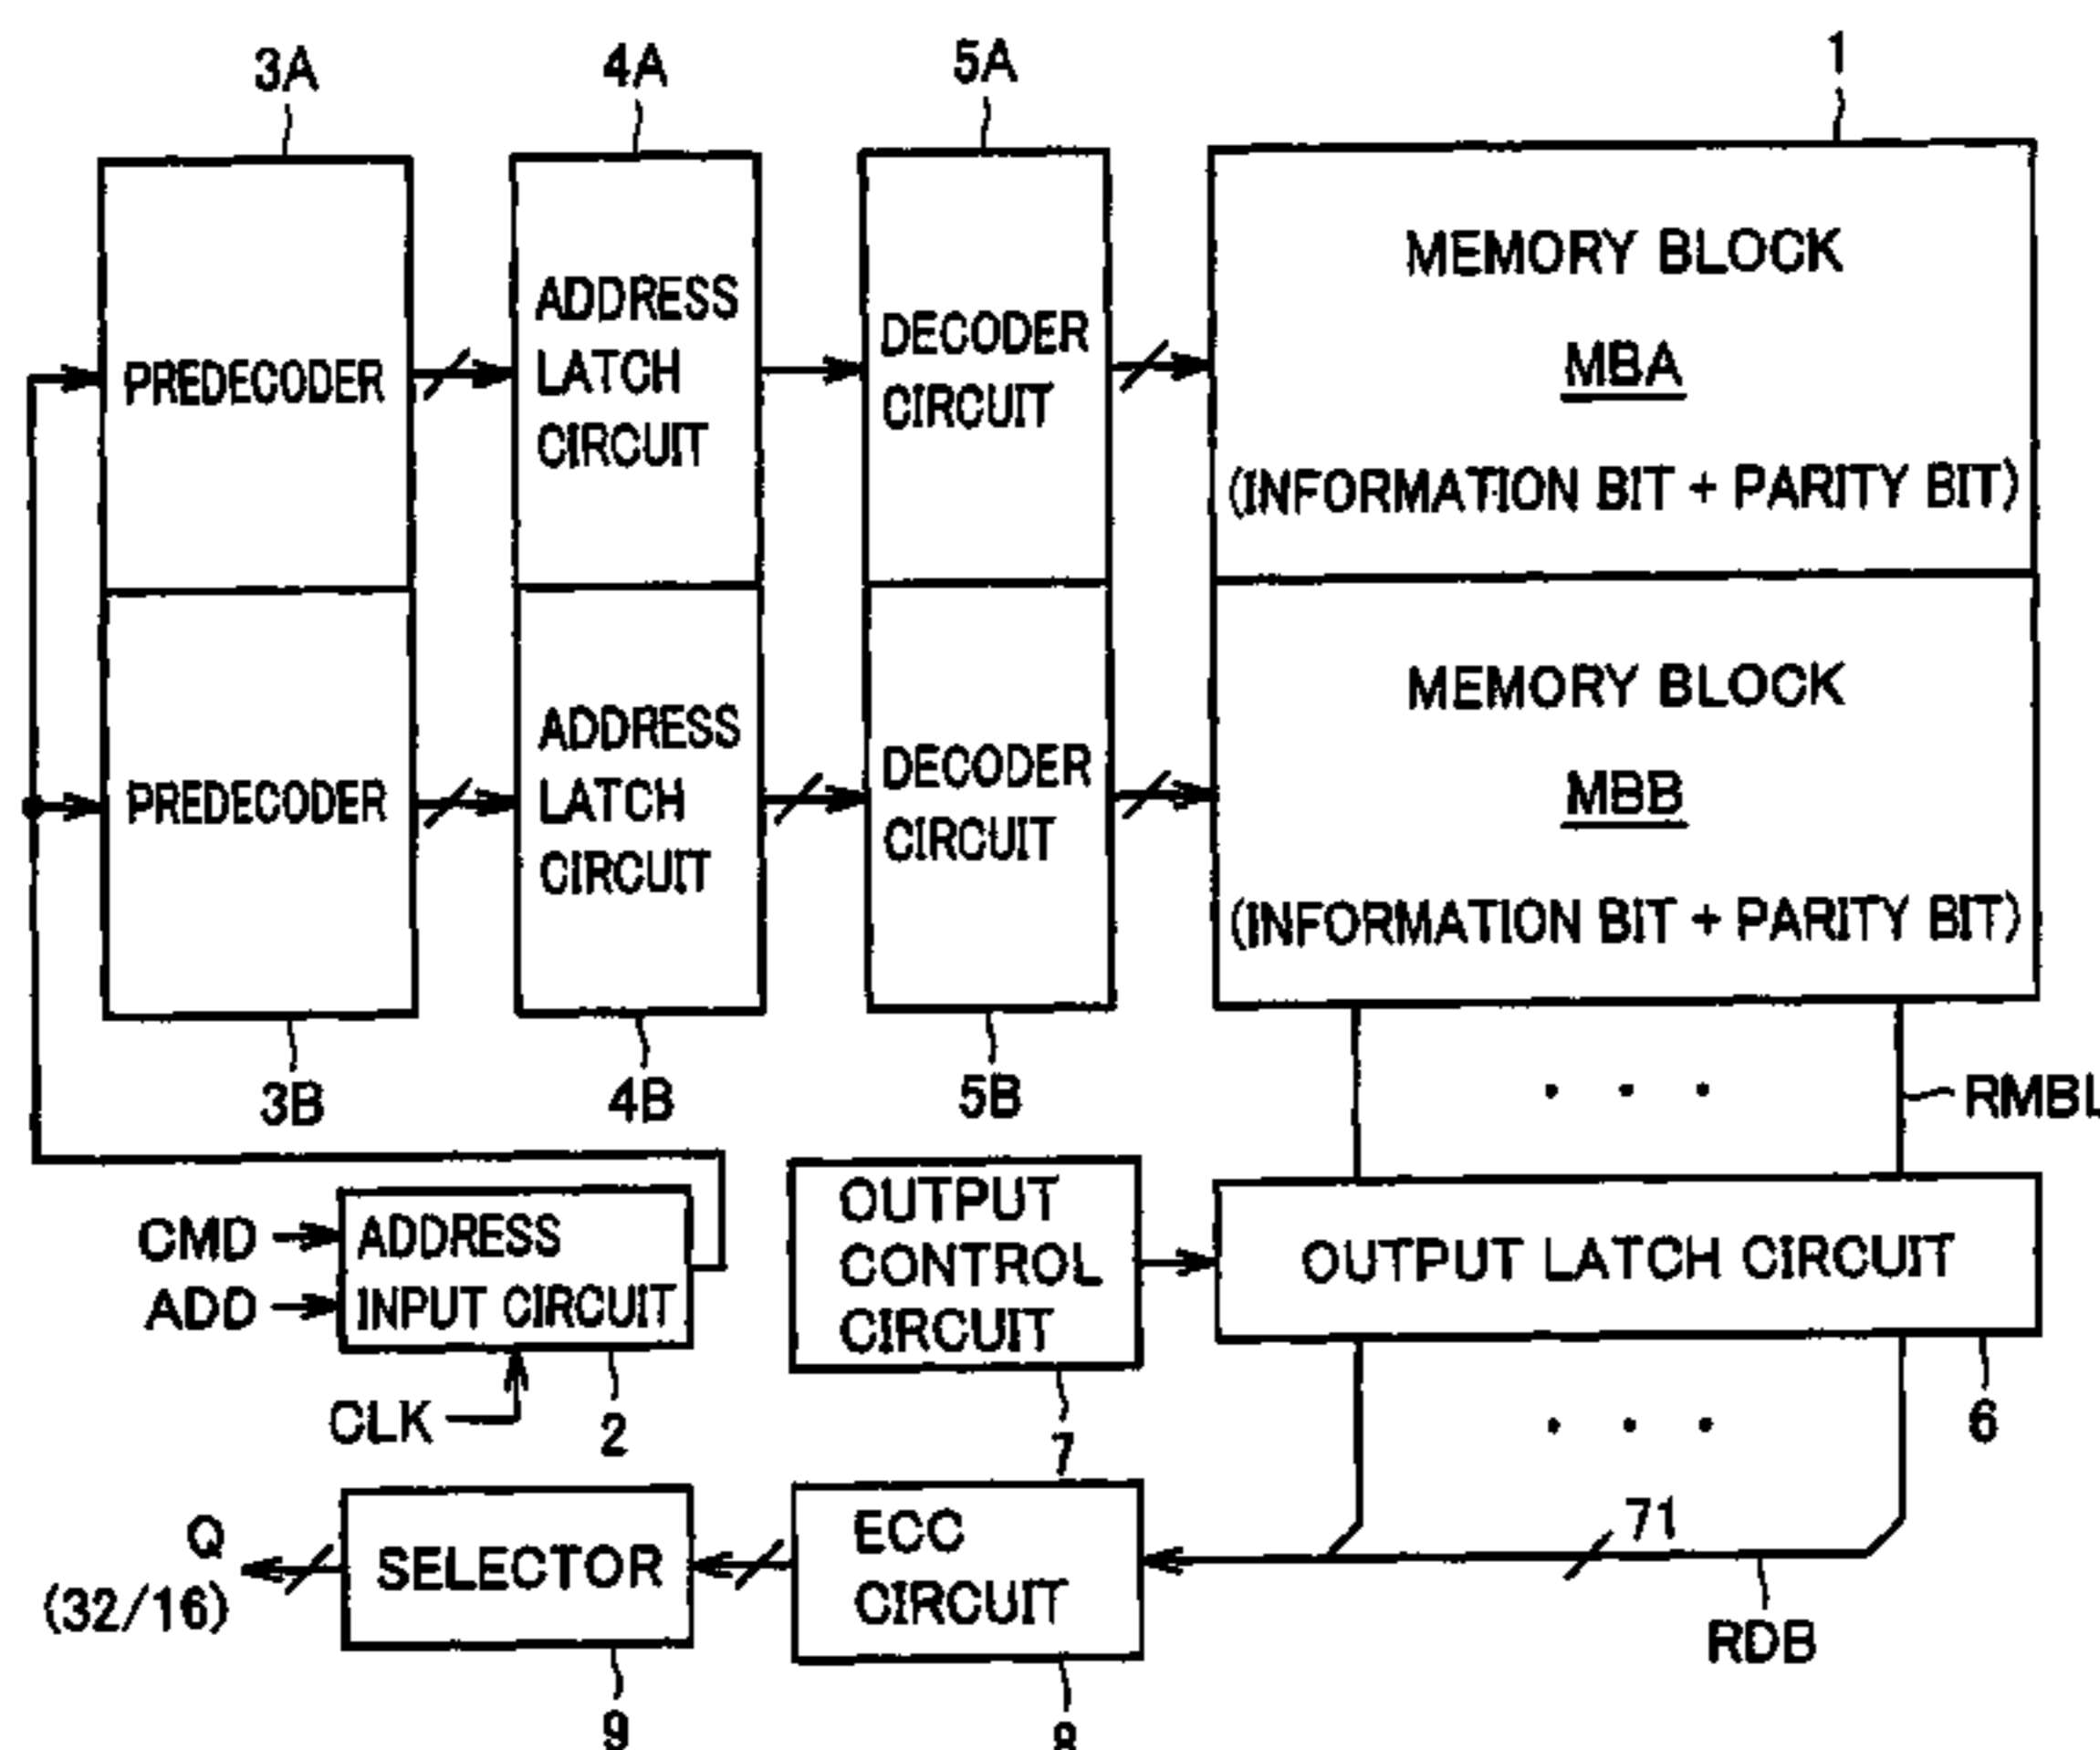 3A
4A
5A
1
PREDECODER
ADDRESS
LATCH
CIRCUIT
DECODER
CIRCUIT
MEMORY BLOCK
MBA
(INFORMATION BIT + PARITY BIT)
PREDECODER
ADDRESS
LATCH
CIRCUIT
DECODER
CIRCUIT
MEMORY BLOCK
MBB
(INFORMATION BIT + PARITY BIT)
3B
4B
5B
RMBL
CMD
ADD
ADDRESS
INPUT CIRCUIT
CLK
2
OUTPUT
CONTROL
CIRCUIT
7
OUTPUT LATCH CIRCUIT
6
Q
(32/16)
SELECTOR
9
ECC
CIRCUIT
8
71
RDB